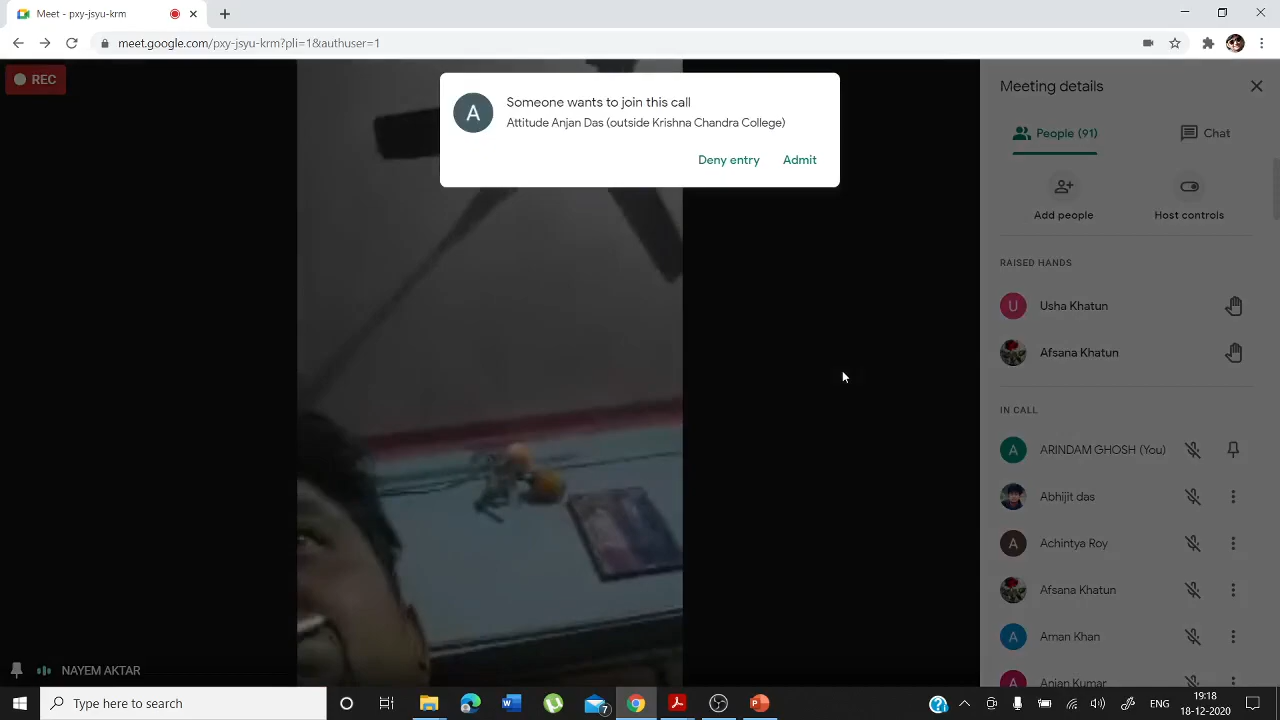 Meet - pxy-jsyu-krm
meet.google.com/pxy-jsyu-krm?pli=1&authuser=1
REC
Someone wants to join this call
A
Attitude Anjan Das (outside Krishna Chandra College)
Deny entry Admit
Meeting details
People (91) Chat
Add people Host controls
RAISED HANDS
U Usha Khatun
Afsana Khatun
IN CALL
A ARINDAM GHOSH (You)
Abhijit das
A Achintya Roy
Afsana Khatun
A Aman Khan
A Anjan Kumar
NAYEM AKTAR
Type here to search
7
ENG
19:18
18-12-2020